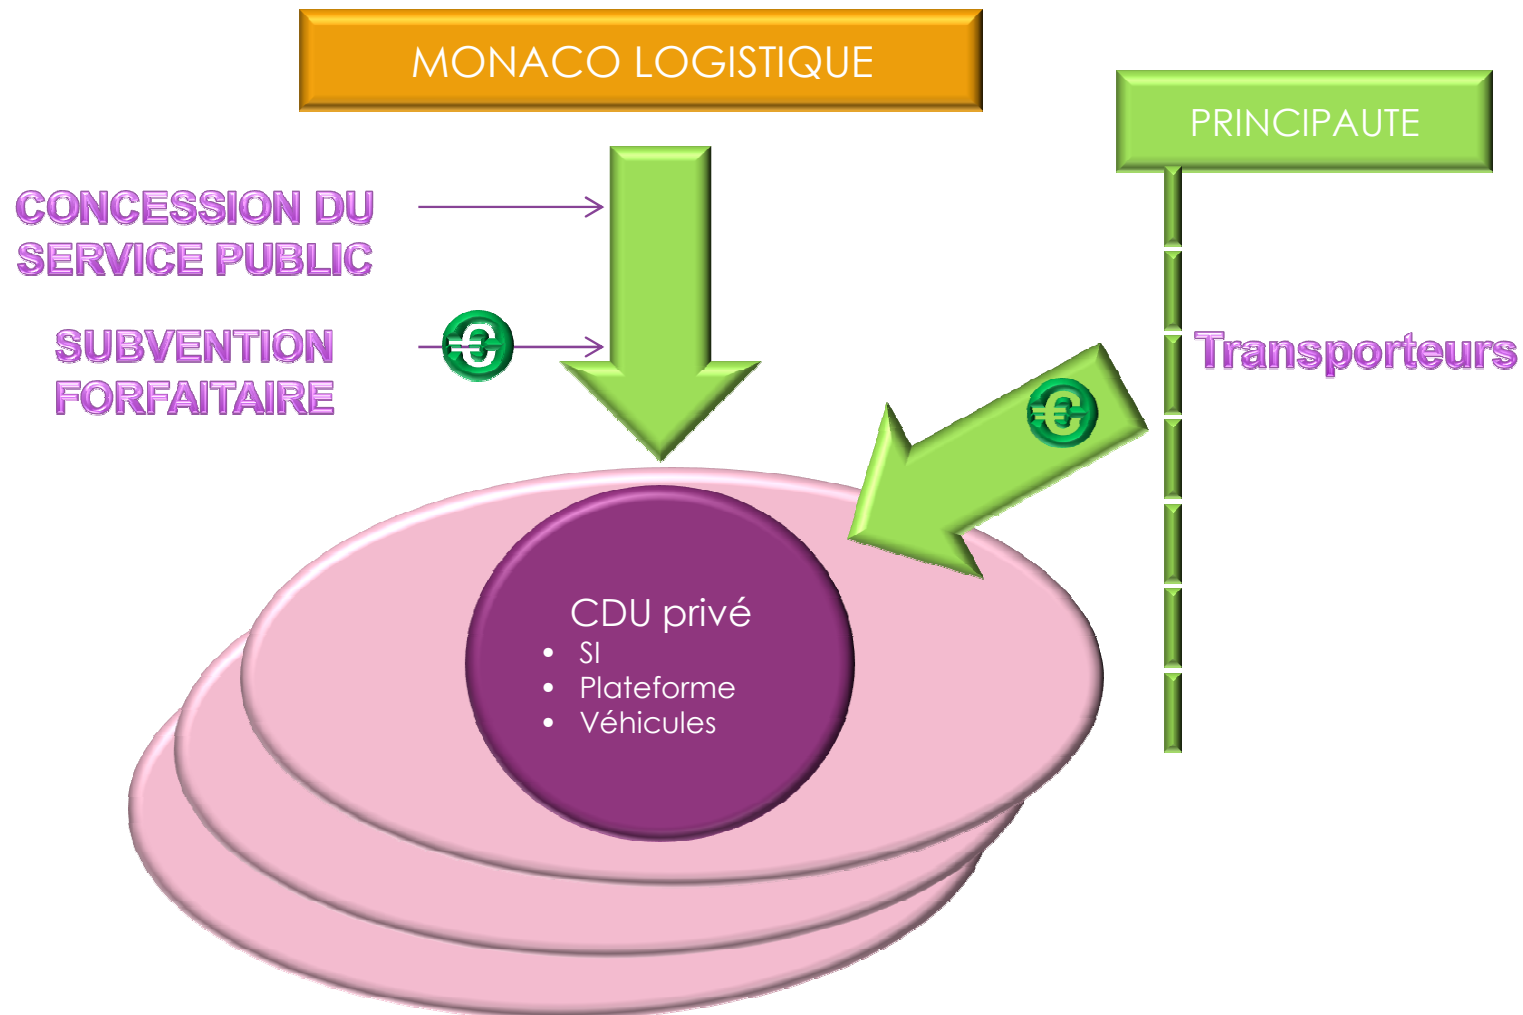 MONACO LOGISTIQUE
PRINCIPAUTE
CONCESSION DU
SERVICE PUBLIC
SUBVENTION
FORFAITAIRE
€
Transporteurs
€
CDU privé
• SI
• Plateforme
• Véhicules